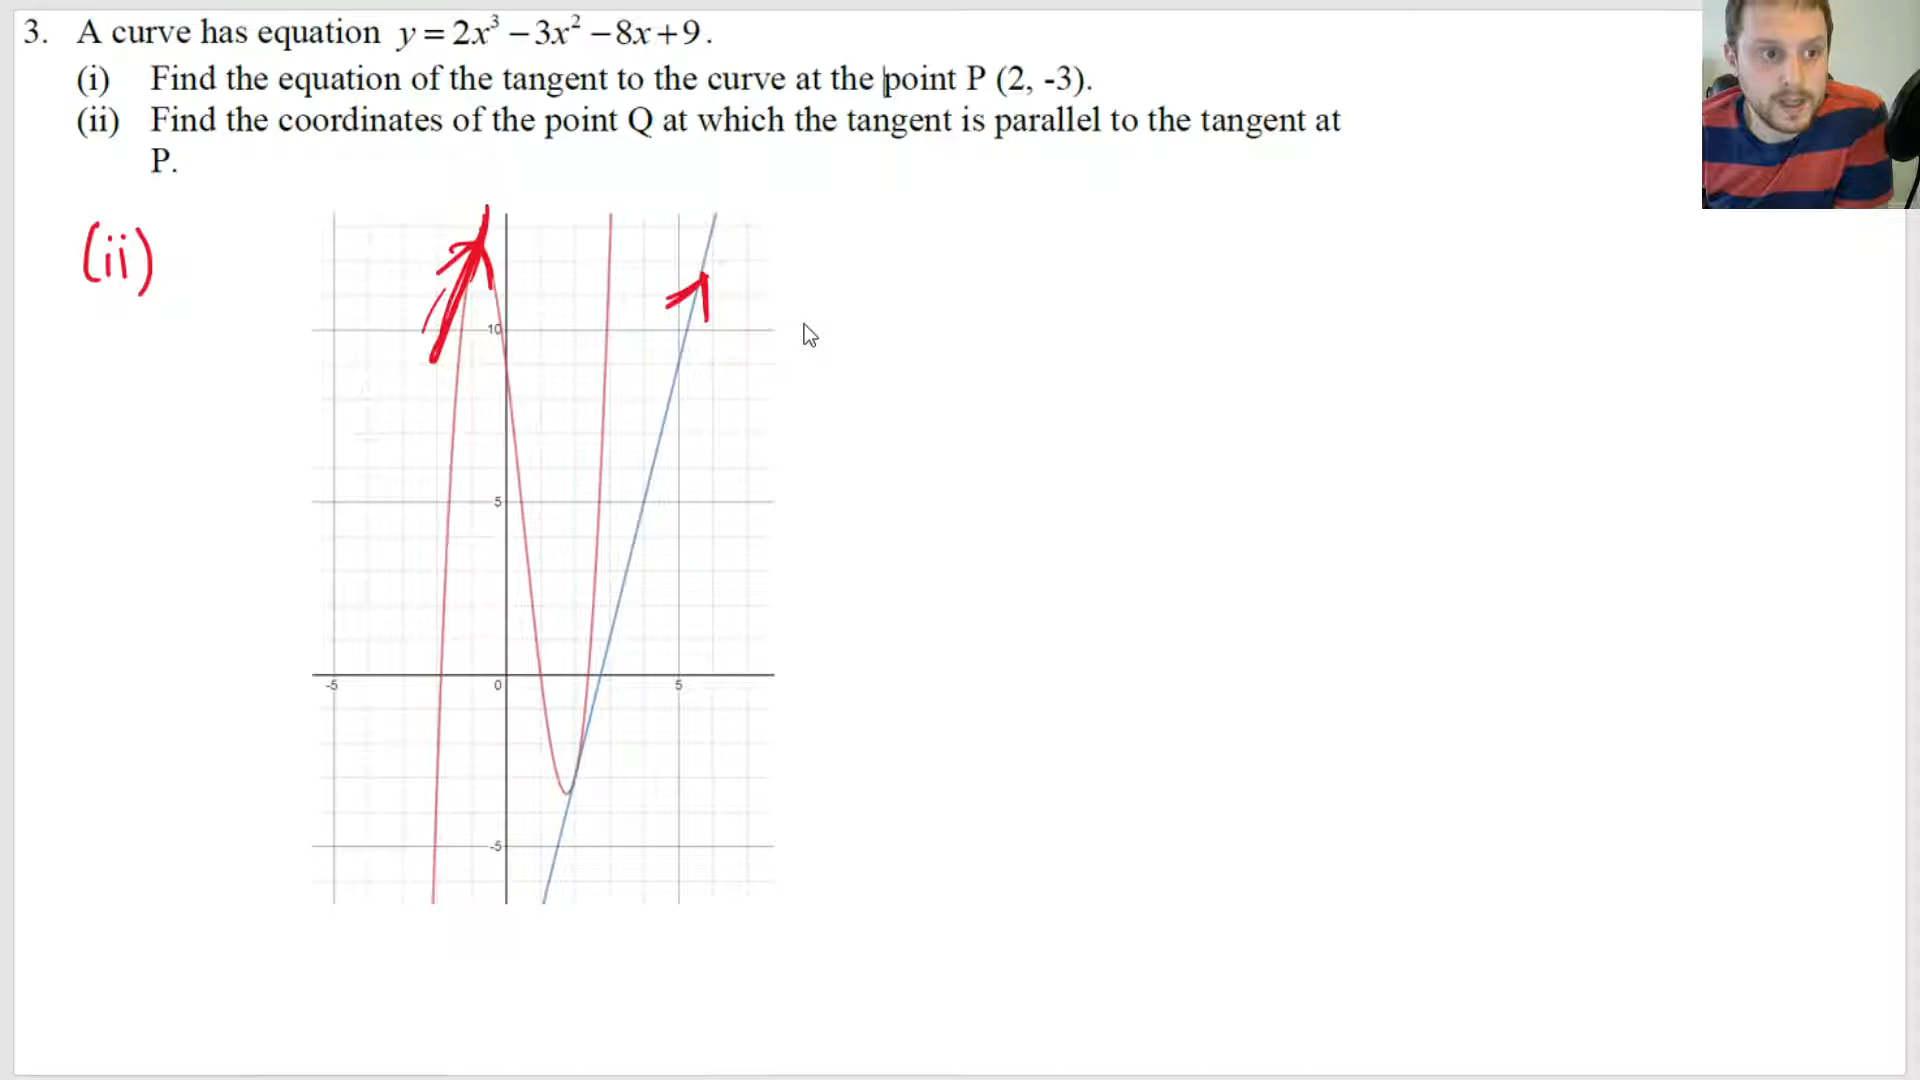 3. A curve has equation y = 2x³ − 3x² − 8x + 9.
(i) Find the equation of the tangent to the curve at the point P (2, -3).
(ii) Find the coordinates of the point Q at which the tangent is parallel to the tangent at
P.
(ii)
10
5
-5 0 5
-5